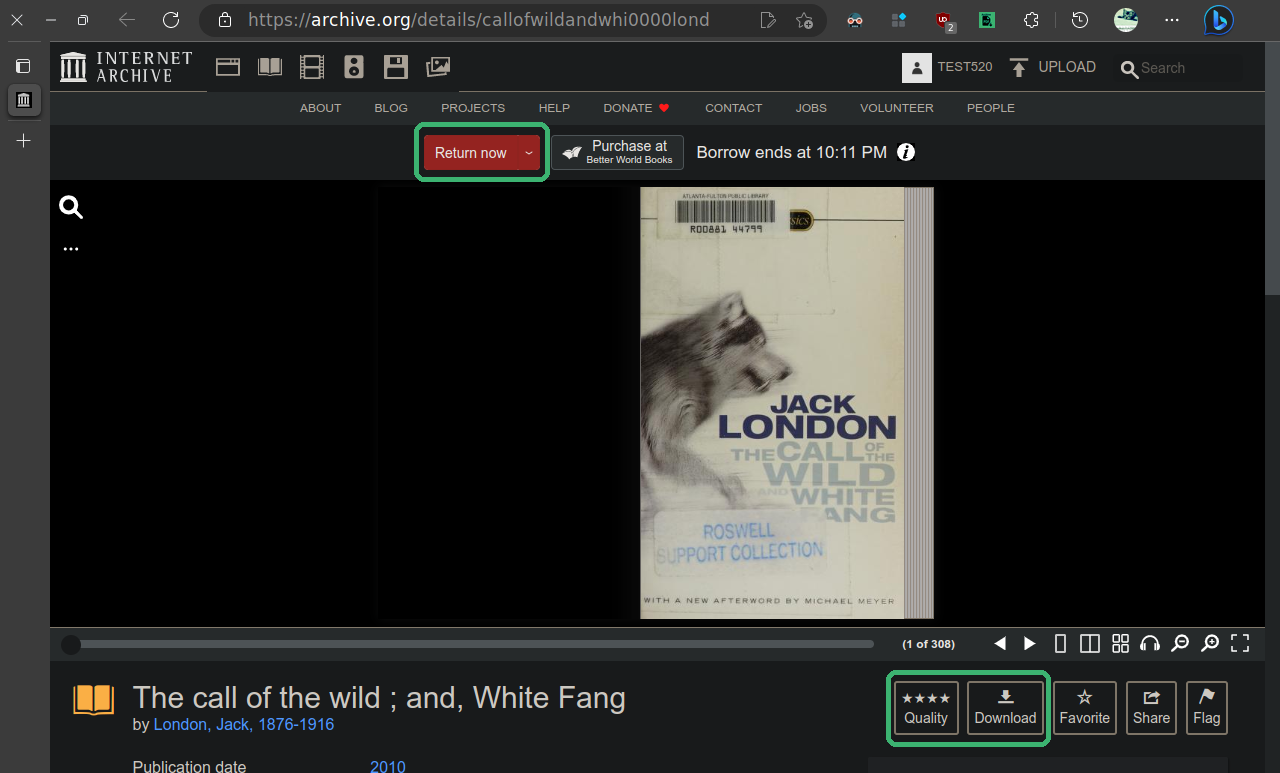 https://archive.org/details/callofwildandwhi0000lond
2
INTERNET
ARCHIVE
TEST520
UPLOAD
Search
ABOUT BLOG PROJECTS HELP DONATE CONTACT JOBS VOLUNTEER PEOPLE
Return now
Purchase at
Better World Books
Borrow ends at 10:11 PM
ATLANTA-FULTON PUBLIC LIBRARY
R00881 44799
SICS
JACK
LONDON
THE CALL OF THE
WILD
AND WHITE
FANG
ROSWELL
SUPPORT COLLECTION
WITH A NEW AFTERWORD BY MICHAEL MEYER
(1 of 308)
The call of the wild ; and, White Fang
by London, Jack, 1876-1916
Quality
Download
Favorite
Share
Flag
Publication date 2010